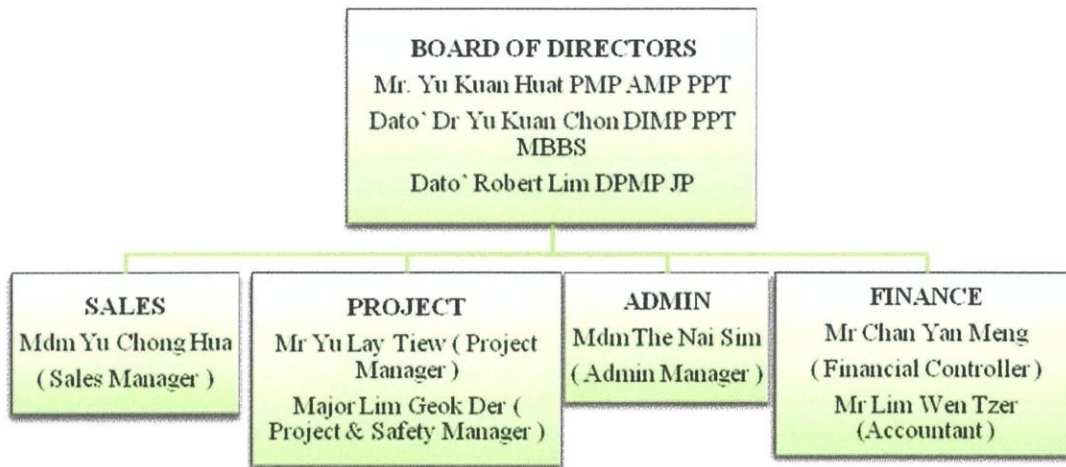 BOARD OF DIRECTORS
Mr. Yu Kuan Huat PMP AMP PPT
Dato` Dr Yu Kuan Chon DIMP PPT
MBBS
Dato` Robert Lim DPMP JP
SALES
Mdm Yu Chong Hua
( Sales Manager )
PROJECT
Mr Yu Lay Tiew ( Project
Manager )
Major Lim Geok Der (
Project & Safety Manager )
ADMIN
Mdm The Nai Sim
( Admin Manager )
FINANCE
Mr Chan Yan Meng
( Financial Controller )
Mr Lim Wen Tzer
(Accountant )